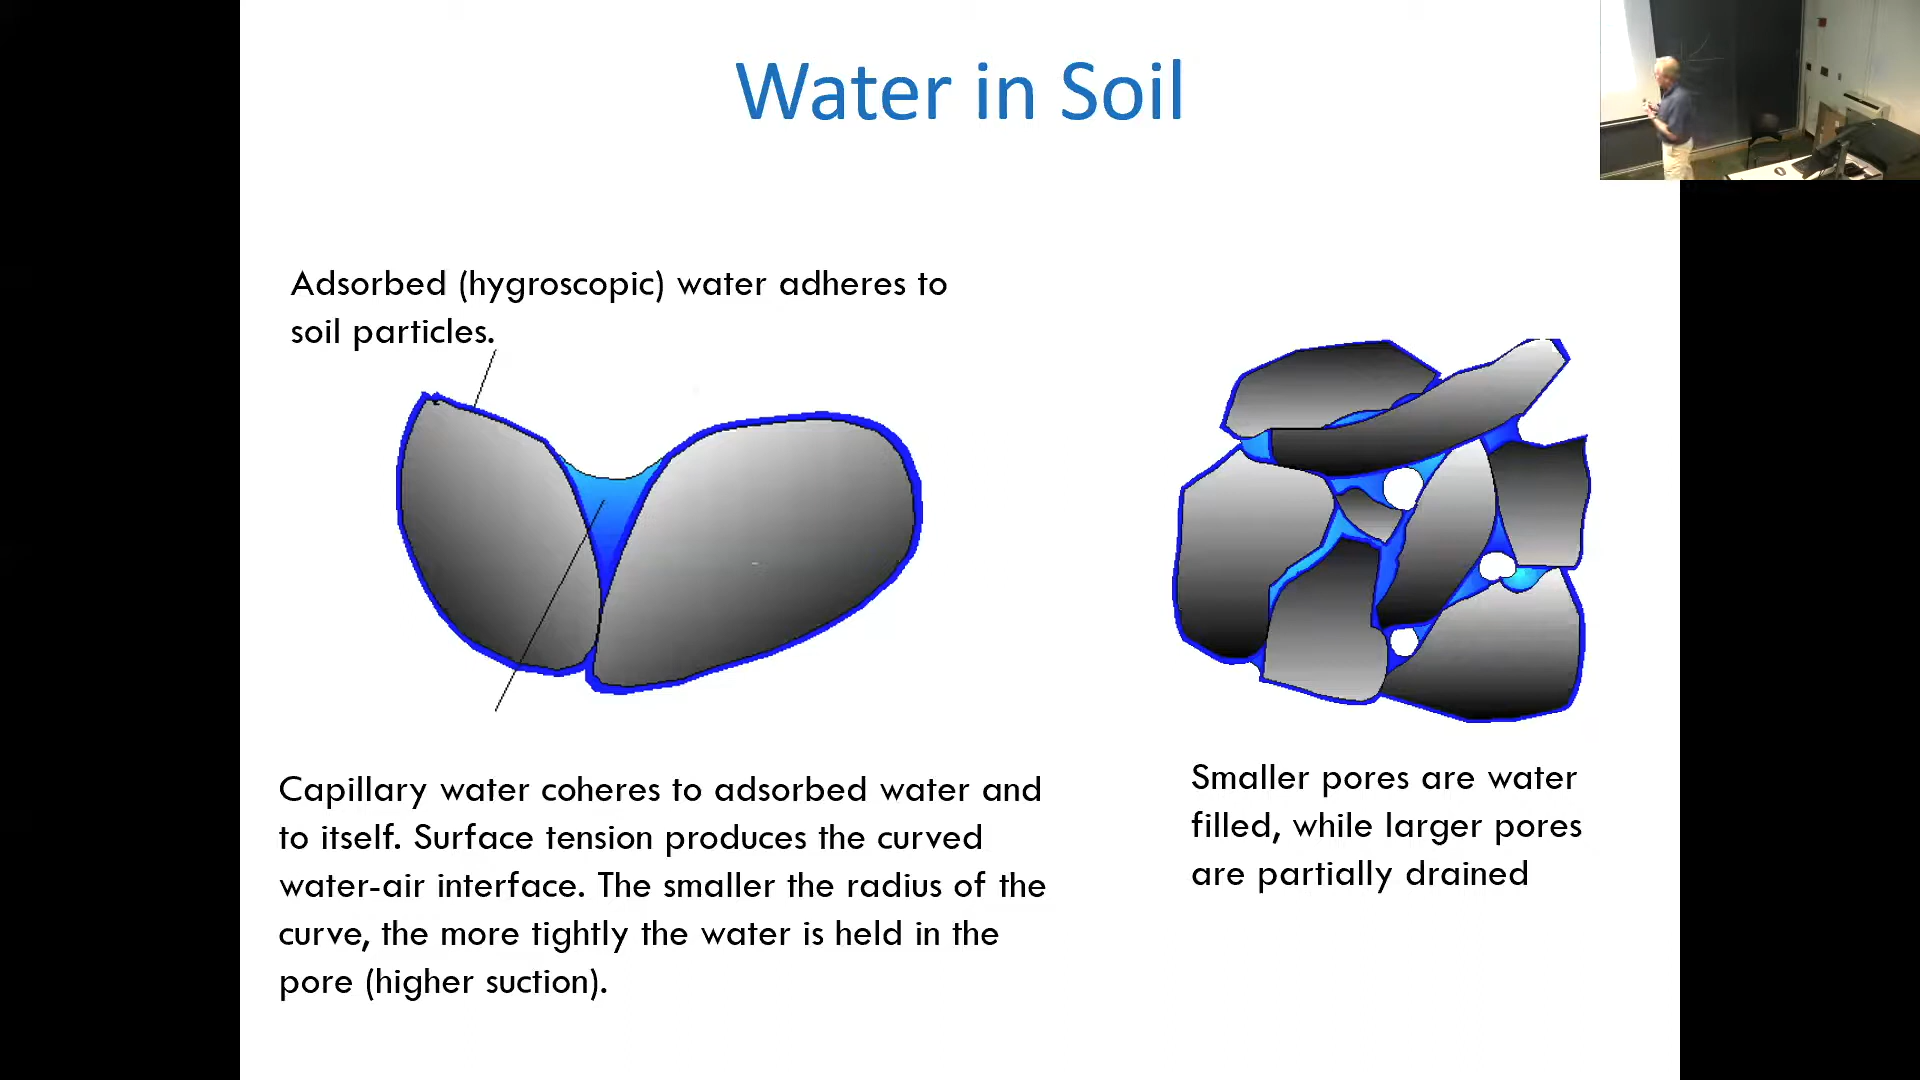 Water in Soil
Adsorbed (hygroscopic) water adheres to
soil particles.
Capillary water coheres to adsorbed water and
to itself. Surface tension produces the curved
water-air interface. The smaller the radius of the
curve, the more tightly the water is held in the
pore (higher suction).
Smaller pores are water
filled, while larger pores
are partially drained